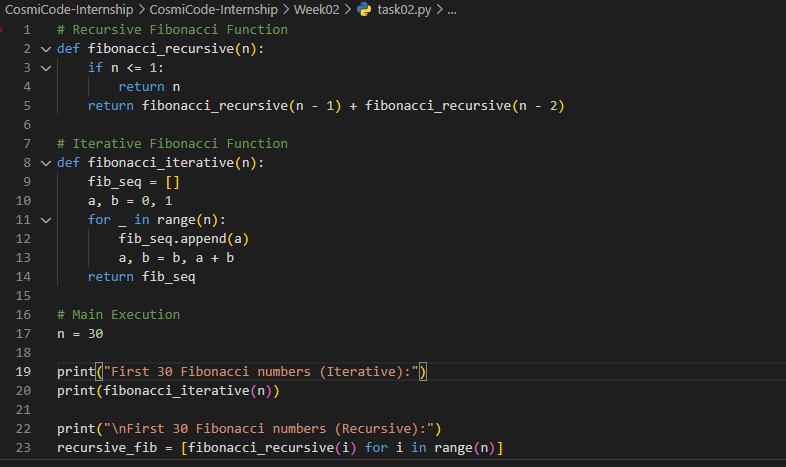 CosmiCode-Internship > CosmiCode-Internship > Week02 > task02.py > ...
1 # Recursive Fibonacci Function
2 def fibonacci_recursive(n):
3     if n <= 1:
4         return n
5     return fibonacci_recursive(n - 1) + fibonacci_recursive(n - 2)
6
7 # Iterative Fibonacci Function
8 def fibonacci_iterative(n):
9     fib_seq = []
10     a, b = 0, 1
11     for _ in range(n):
12         fib_seq.append(a)
13         a, b = b, a + b
14     return fib_seq
15
16 # Main Execution
17 n = 30
18
19 print("First 30 Fibonacci numbers (Iterative):")
20 print(fibonacci_iterative(n))
21
22 print("\nFirst 30 Fibonacci numbers (Recursive):")
23 recursive_fib = [fibonacci_recursive(i) for i in range(n)]